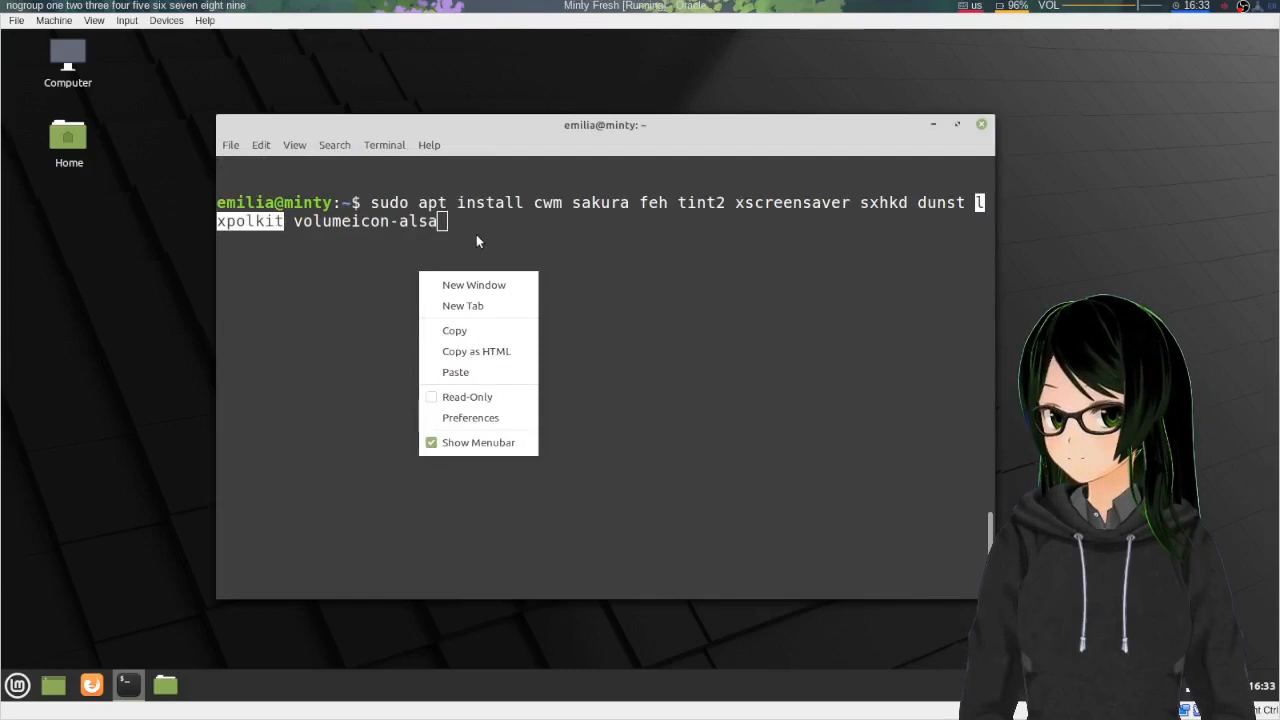 nogroup one two three four five six seven eight nine
Minty Fresh [Running] - Oracle
us 96% VOL 16:33
File Machine View Input Devices Help
Computer
Home
emilia@minty: ~
File Edit View Search Terminal Help
emilia@minty:~$ sudo apt install cwm sakura feh tint2 xscreensaver sxhkd dunst l
xpolkit volumeicon-alsa
New Window
New Tab
Copy
Copy as HTML
Paste
Read-Only
Preferences
Show Menubar
lm
$_
16:33
Ctrl